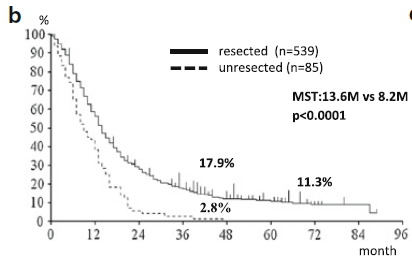 b
%
100
90
80
70
60
50
40
30
20
10
0
resected (n=539)
unresected (n=85)
MST:13.6M vs 8.2M
p<0.0001
17.9%
11.3%
2.8%
0 12 24 36 48 60 72 84 96
month